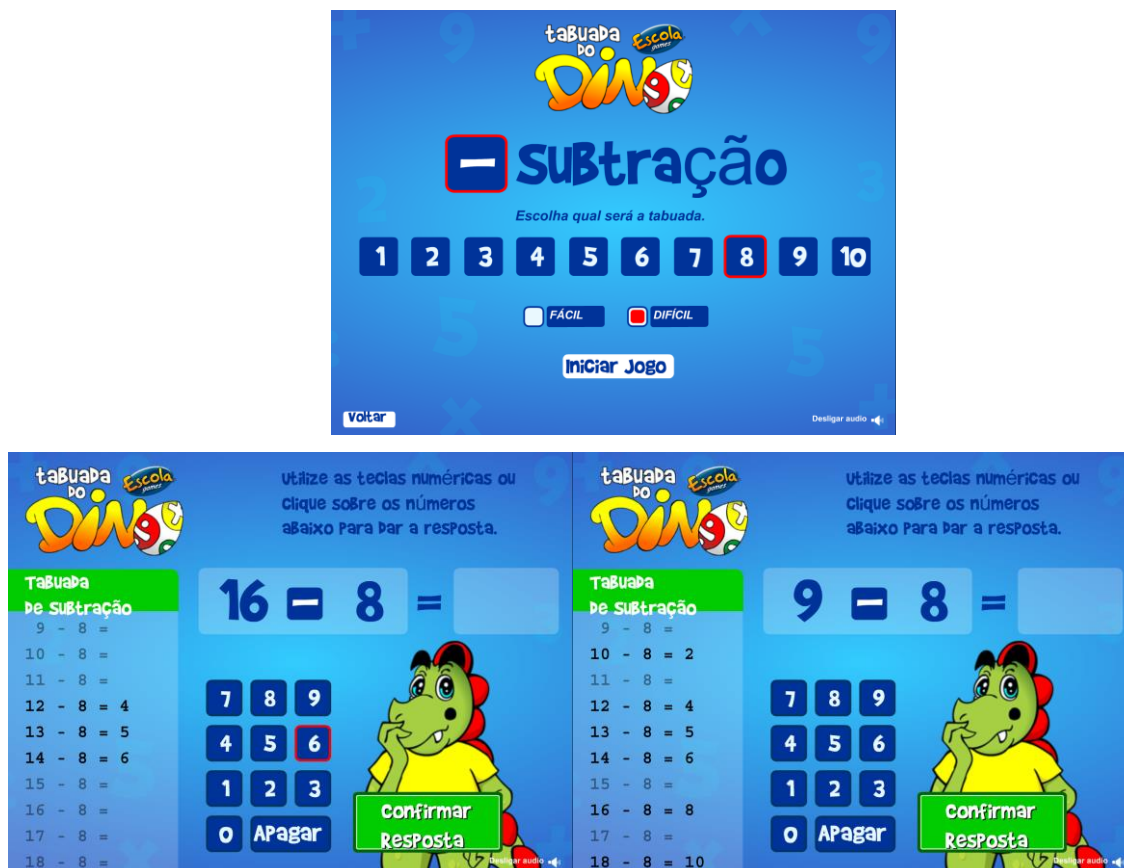 tabuada
do
Dino
Escola
games
− Subtração
Escolha qual será a tabuada.
1 2 3 4 5 6 7 8 9 10
FÁCIL DIFÍCIL
Iniciar Jogo
Voltar Desligar audio
tabuada
do
Dino
Escola
games
Utilize as teclas numéricas ou
clique sobre os números
abaixo para dar a resposta.
Tabuada
de Subtração
9 - 8 =
10 - 8 =
11 - 8 =
12 - 8 = 4
13 - 8 = 5
14 - 8 = 6
15 - 8 =
16 - 8 =
17 - 8 =
18 - 8 =
16 − 8 =
7 8 9
4 5 6
1 2 3
0 Apagar
Confirmar
Resposta
Desligar audio
tabuada
do
Dino
Escola
games
Utilize as teclas numéricas ou
clique sobre os números
abaixo para dar a resposta.
Tabuada
de Subtração
9 - 8 =
10 - 8 = 2
11 - 8 =
12 - 8 = 4
13 - 8 = 5
14 - 8 = 6
15 - 8 =
16 - 8 = 8
17 - 8 =
18 - 8 = 10
9 − 8 =
7 8 9
4 5 6
1 2 3
0 Apagar
Confirmar
Resposta
Desligar audio